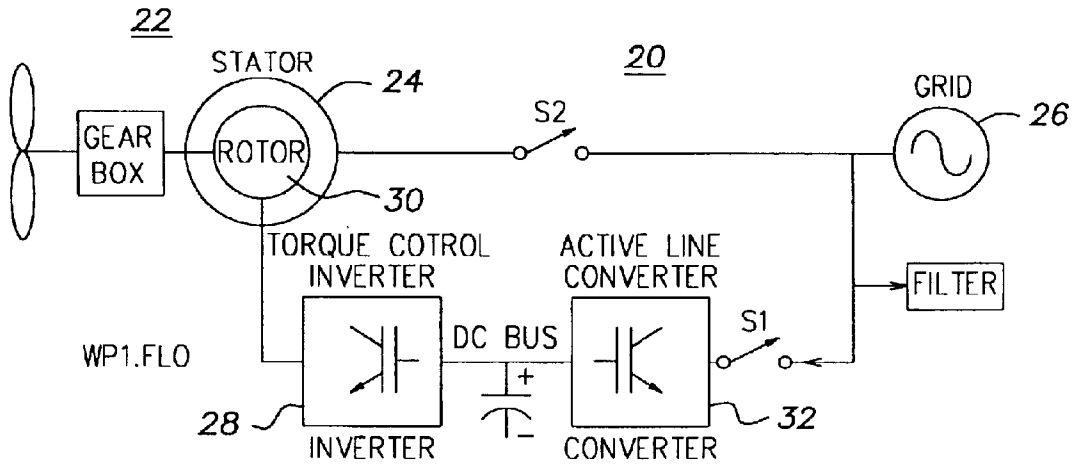 22
STATOR
24
20
GRID
S2
26
GEAR
BOX
ROTOR
30
TORQUE COTROL
INVERTER
ACTIVE LINE
CONVERTER
FILTER
S1
DC BUS
WP1.FLO
+
-
28
32
INVERTER
CONVERTER